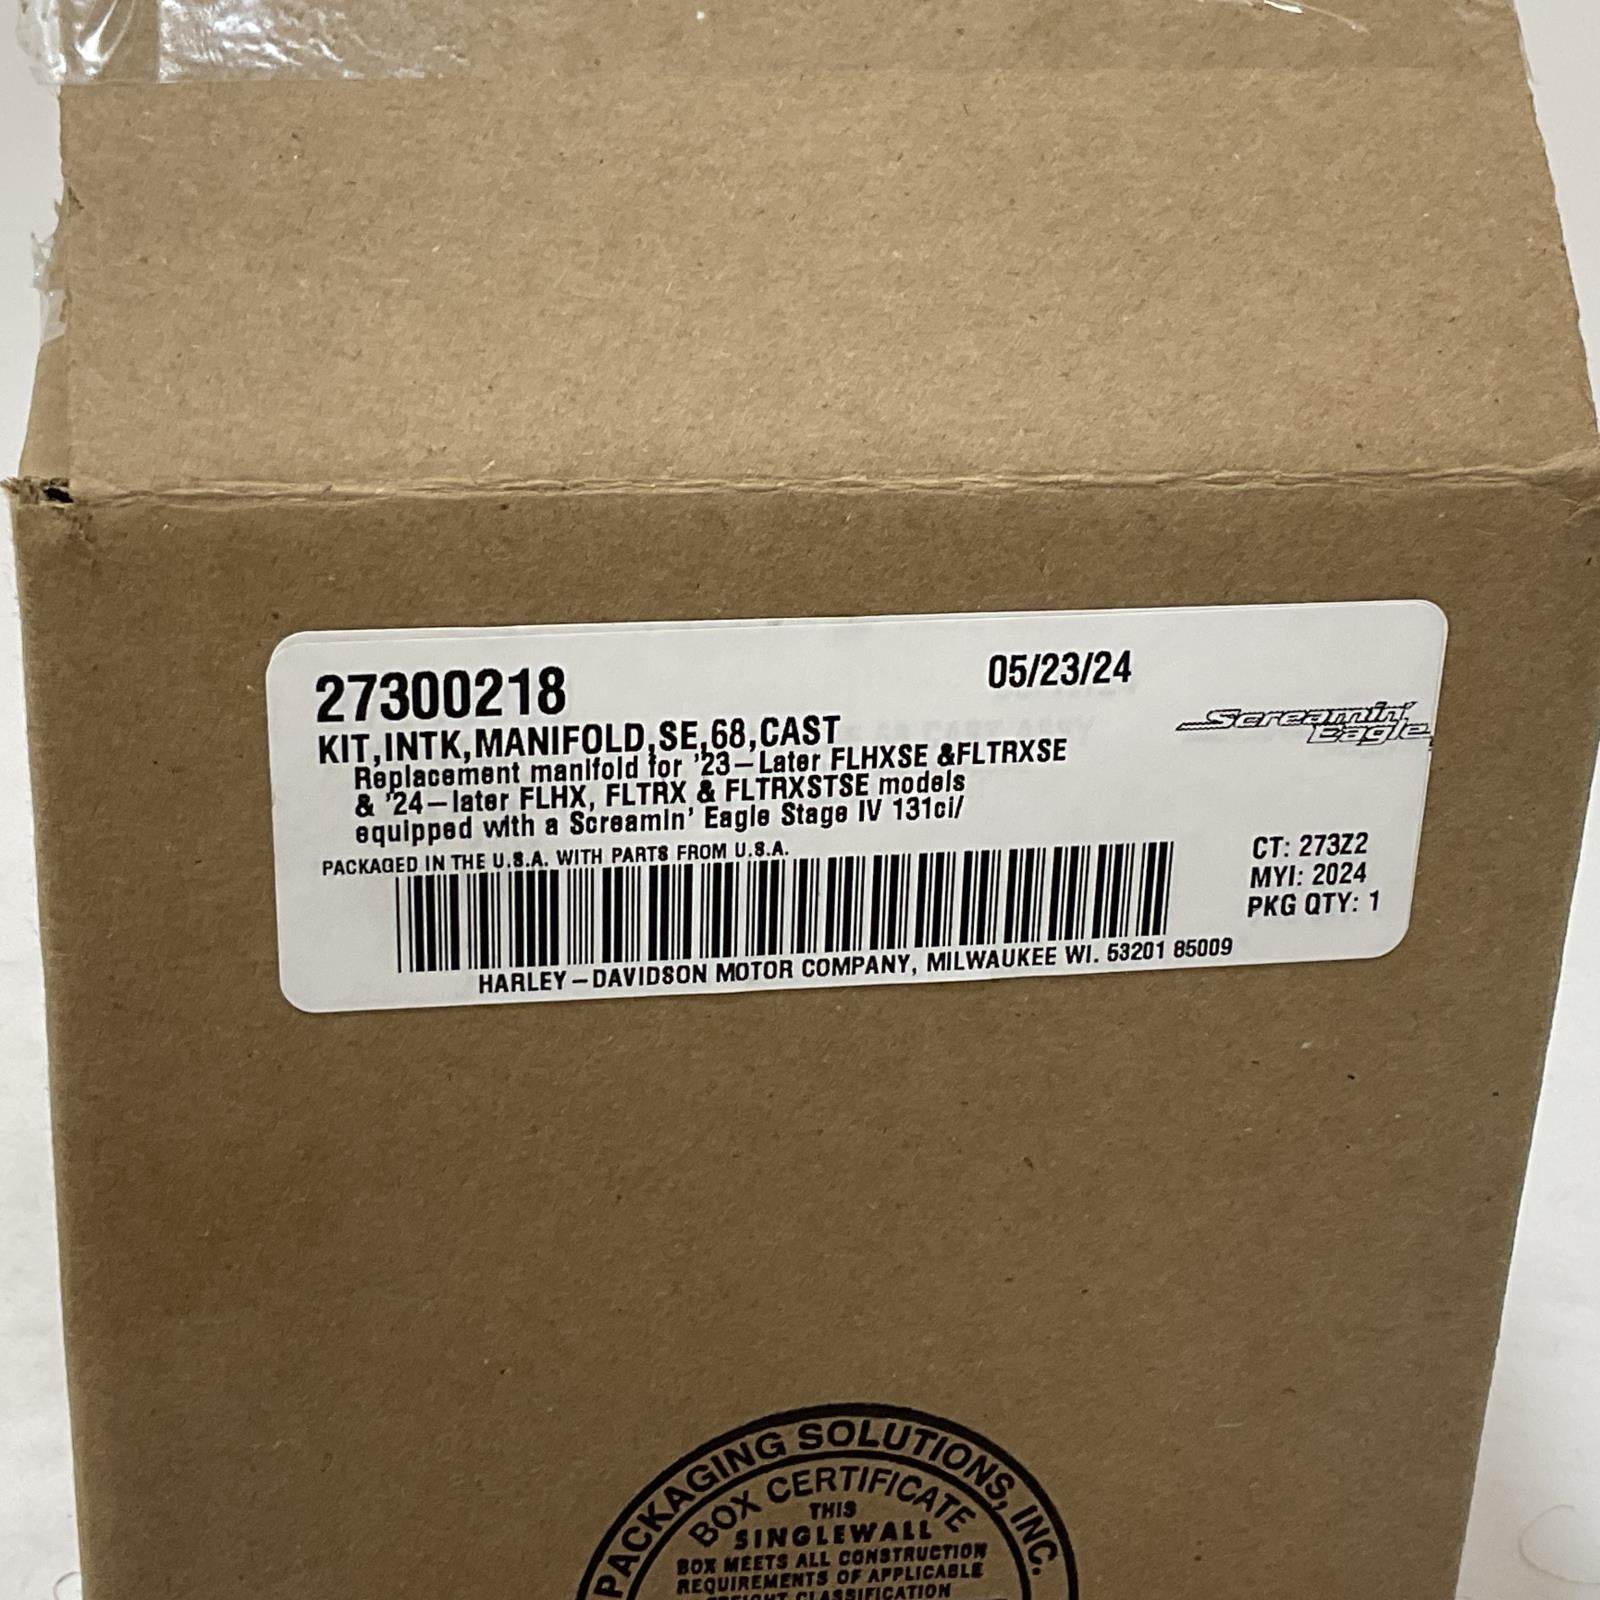 27300218
05/23/24
KIT,INTK,MANIFOLD,SE,68,CAST
Screamin'
Eagle
Replacement manifold for '23-Later FLHXSE &FLTRXSE
& '24-later FLHX, FLTRX & FLTRXSTSE models
equipped with a Screamin' Eagle Stage IV 131ci/
PACKAGED IN THE U.S.A. WITH PARTS FROM U.S.A.
CT: 273Z2
MYI: 2024
PKG QTY: 1
HARLEY-DAVIDSON MOTOR COMPANY, MILWAUKEE WI. 53201 85009
PACKAGING SOLUTIONS, INC.
BOX CERTIFICATE
THIS
SINGLEWALL
BOX MEETS ALL CONSTRUCTION
REQUIREMENTS OF APPLICABLE
FREIGHT CLASSIFICATION